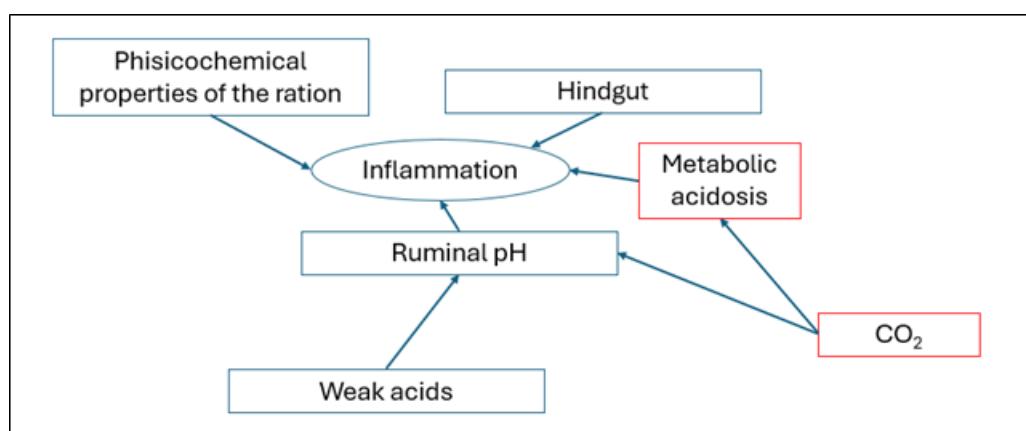 Phisicochemical
properties of the ration
Hindgut
Inflammation
Metabolic
acidosis
Ruminal pH
CO₂
Weak acids